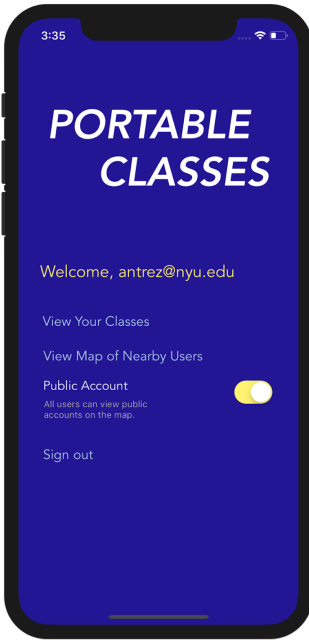 3:35
PORTABLE
CLASSES
Welcome, antrez@nyu.edu
View Your Classes
View Map of Nearby Users
Public Account
All users can view public
accounts on the map.
Sign out